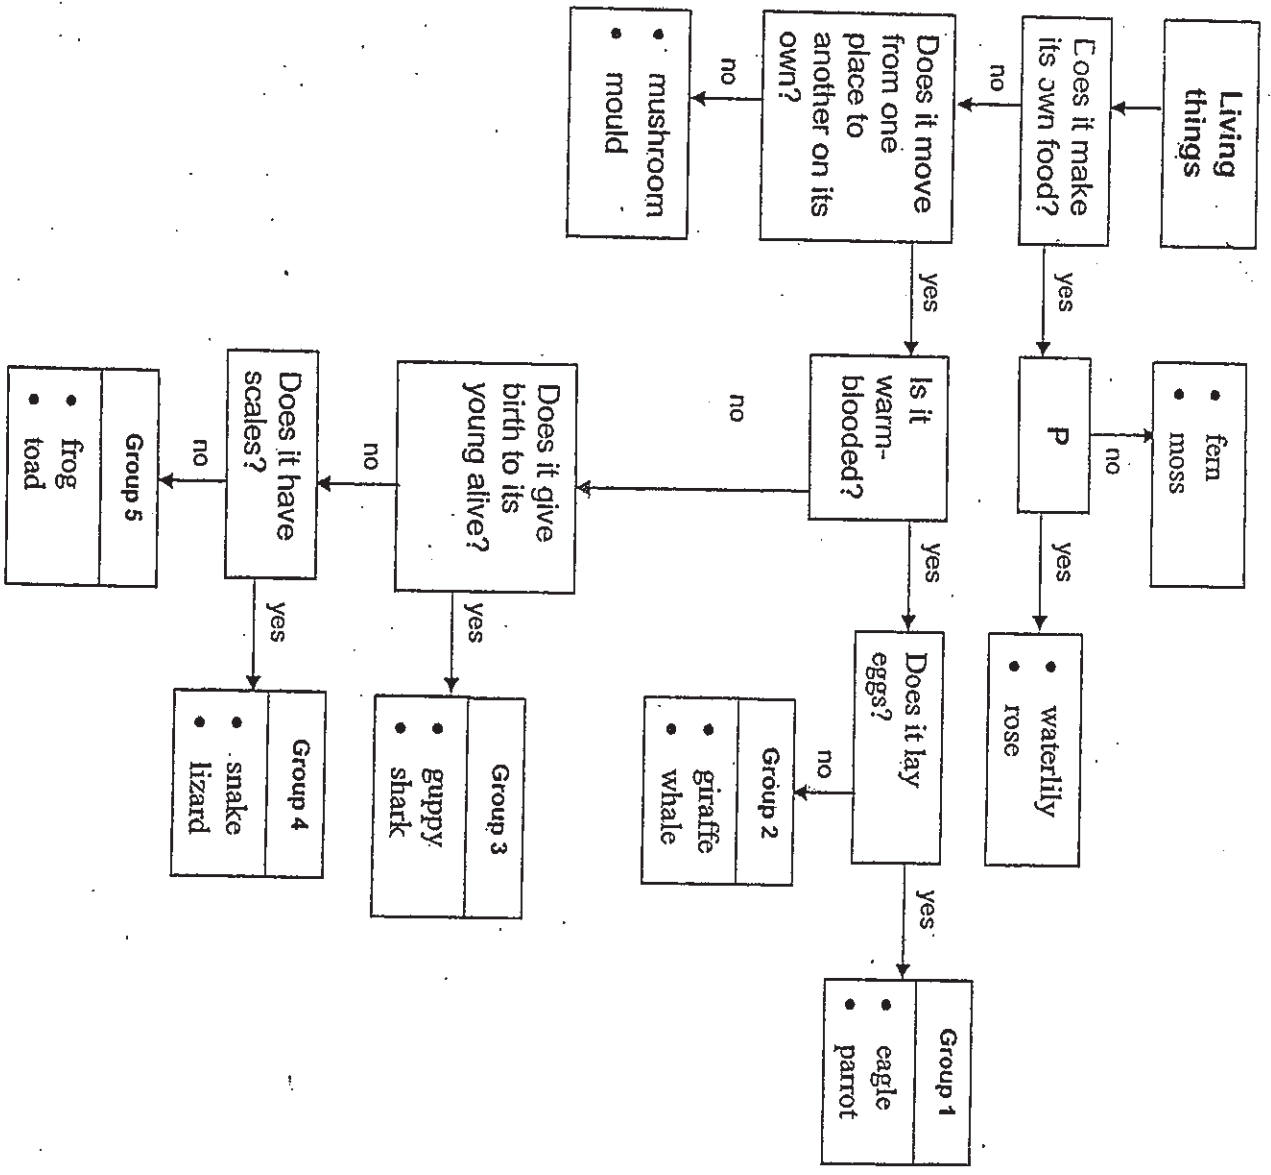 Living
things
Does it make
its own food?
yes
P
no
• fern
• moss
yes
• waterlily
• rose
no
Does it move
from one
place to
another on its
own?
no
• mushroom
• mould
yes
Is it
warm-
blooded?
yes
Does it lay
eggs?
yes
Group 1
• eagle
• parrot
no
Group 2
• giraffe
• whale
no
Does it give
birth to its
young alive?
yes
Group 3
• guppy
• shark
no
Does it have
scales?
yes
Group 4
• snake
• lizard
no
Group 5
• frog
• toad